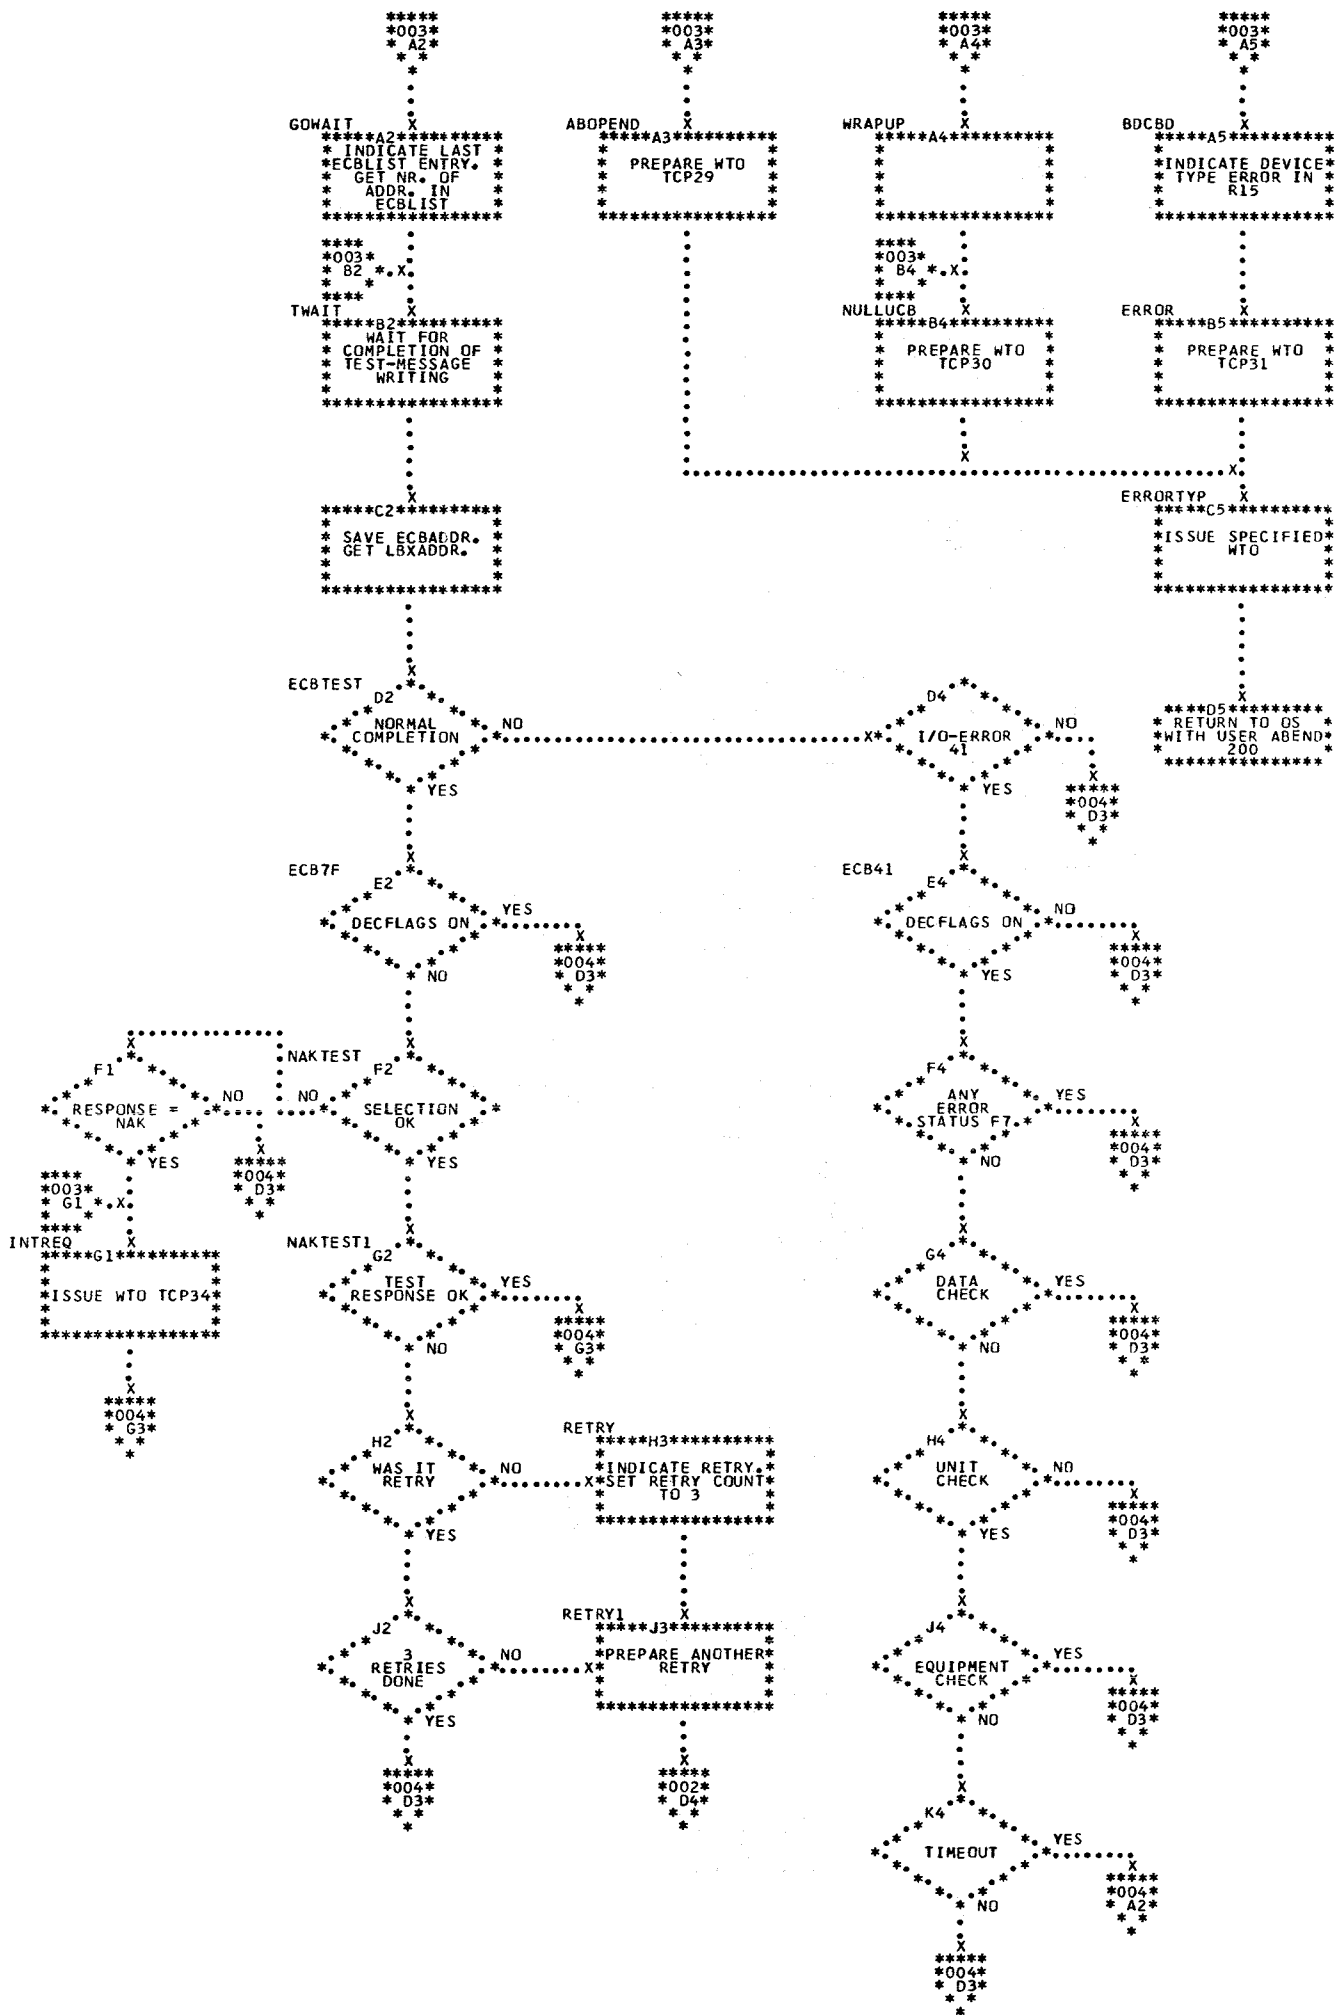 003
A2
003
A3
003
A4
003
A5
GOWAIT
A2
INDICATE LAST
ECBLIST ENTRY.
GET NR. OF
ADDR. IN
ECBLIST
ABOPEND
A3
PREPARE WTO
TCP29
WRAPUP
A4
BDCBD
A5
INDICATE DEVICE
TYPE ERROR IN
R15
003
B2
003
B4
TWAIT
B2
WAIT FOR
COMPLETION OF
TEST-MESSAGE
WRITING
NULLUCB
B4
PREPARE WTO
TCP30
ERROR
B5
PREPARE WTO
TCP31
C2
SAVE ECBADDR.
GET LBXADDR.
ERRORTYP
C5
ISSUE SPECIFIED
WTO
ECBTEST
D2
NORMAL
COMPLETION
NO
YES
D4
I/O-ERROR
41
NO
YES
004
D3
D5
RETURN TO OS
WITH USER ABEND
200
ECB7F
E2
DECFLAGS ON
YES
NO
004
D3
ECB41
E4
DECFLAGS ON
NO
YES
004
D3
F1
RESPONSE =
NAK
NO
YES
004
D3
NAKTEST
F2
NO
SELECTION
OK
YES
F4
ANY
ERROR
STATUS F7
YES
NO
004
D3
003
G1
INTREQ
G1
ISSUE WTO TCP34
004
G3
NAKTEST1
G2
TEST
RESPONSE OK
YES
NO
004
G3
G4
DATA
CHECK
YES
NO
004
D3
H2
WAS IT
RETRY
NO
YES
RETRY
H3
INDICATE RETRY.
SET RETRY COUNT
TO 3
H4
UNIT
CHECK
NO
YES
004
D3
J2
3
RETRIES
DONE
NO
YES
004
D3
RETRY1
J3
PREPARE ANOTHER
RETRY
002
D4
J4
EQUIPMENT
CHECK
YES
NO
004
D3
K4
TIMEOUT
YES
NO
004
A2
004
D3